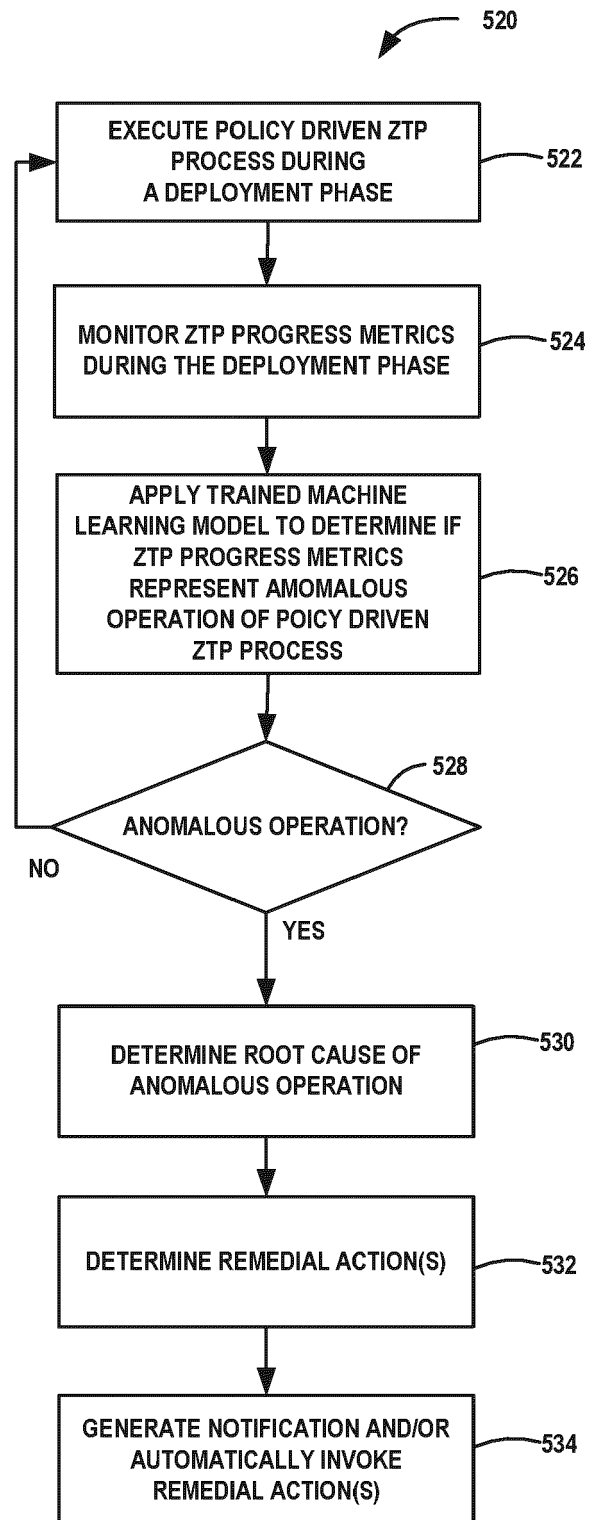 520
EXECUTE POLICY DRIVEN ZTP
PROCESS DURING
A DEPLOYMENT PHASE
522
MONITOR ZTP PROGRESS METRICS
DURING THE DEPLOYMENT PHASE
524
APPLY TRAINED MACHINE
LEARNING MODEL TO DETERMINE IF
ZTP PROGRESS METRICS
REPRESENT AMOMALOUS
OPERATION OF POICY DRIVEN
ZTP PROCESS
526
528
ANOMALOUS OPERATION?
NO
YES
DETERMINE ROOT CAUSE OF
ANOMALOUS OPERATION
530
DETERMINE REMEDIAL ACTION(S)
532
GENERATE NOTIFICATION AND/OR
AUTOMATICALLY INVOKE
REMEDIAL ACTION(S)
534